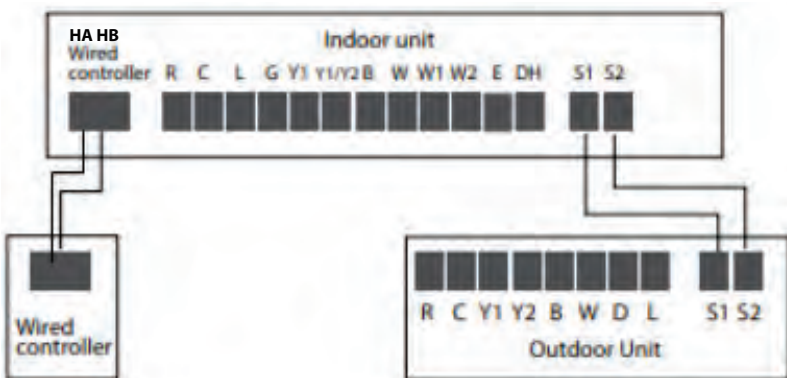 HA HB
Wired
controller
Indoor unit
R C L G Y1 Y1/Y2 B W W1 W2 E DH S1 S2
Wired
controller
R C Y1 Y2 B W D L S1 S2
Outdoor Unit